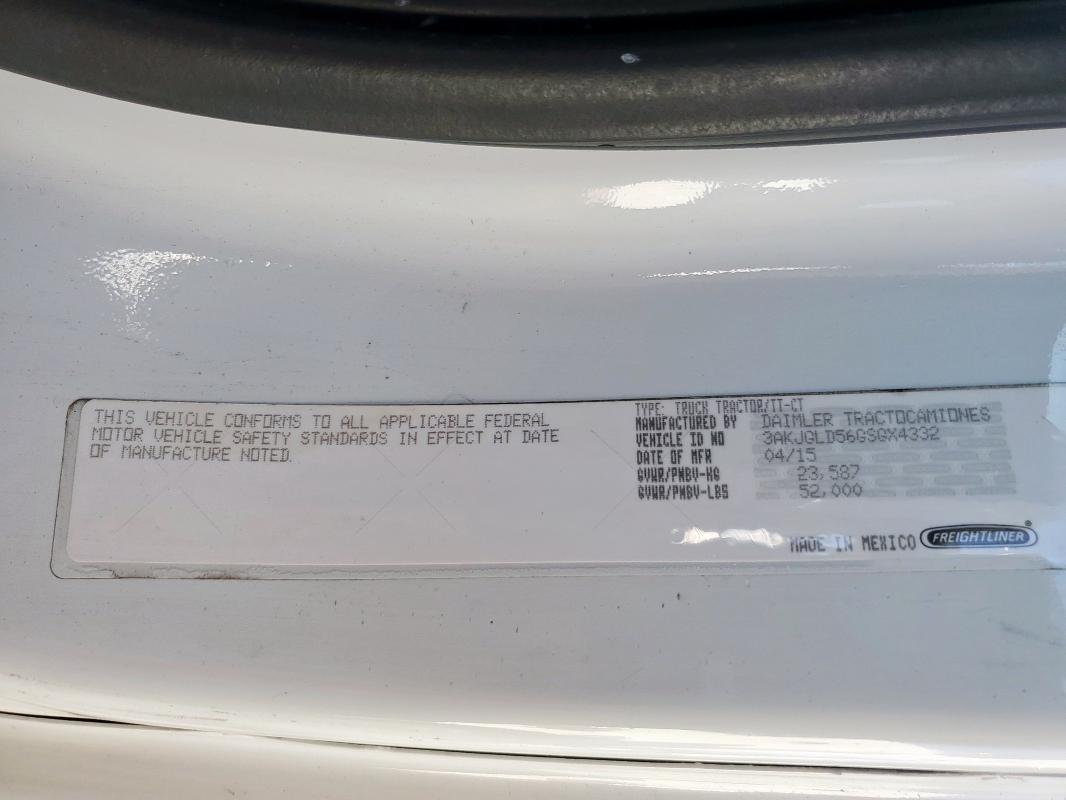 THIS VEHICLE CONFORMS TO ALL APPLICABLE FEDERAL
MOTOR VEHICLE SAFETY STANDARDS IN EFFECT AT DATE
OF MANUFACTURE NOTED.
TYPE: TRUCK TRACTOR/TT-CT
MANUFACTURED BY DAIMLER TRACTOCAMIONES
VEHICLE ID NO 3AKJGLD56GSGX4332
DATE OF MFR 04/15
GVWR/PNBV-KG 23,587
GVWR/PNBV-LBS 52,000
MADE IN MEXICO FREIGHTLINER®